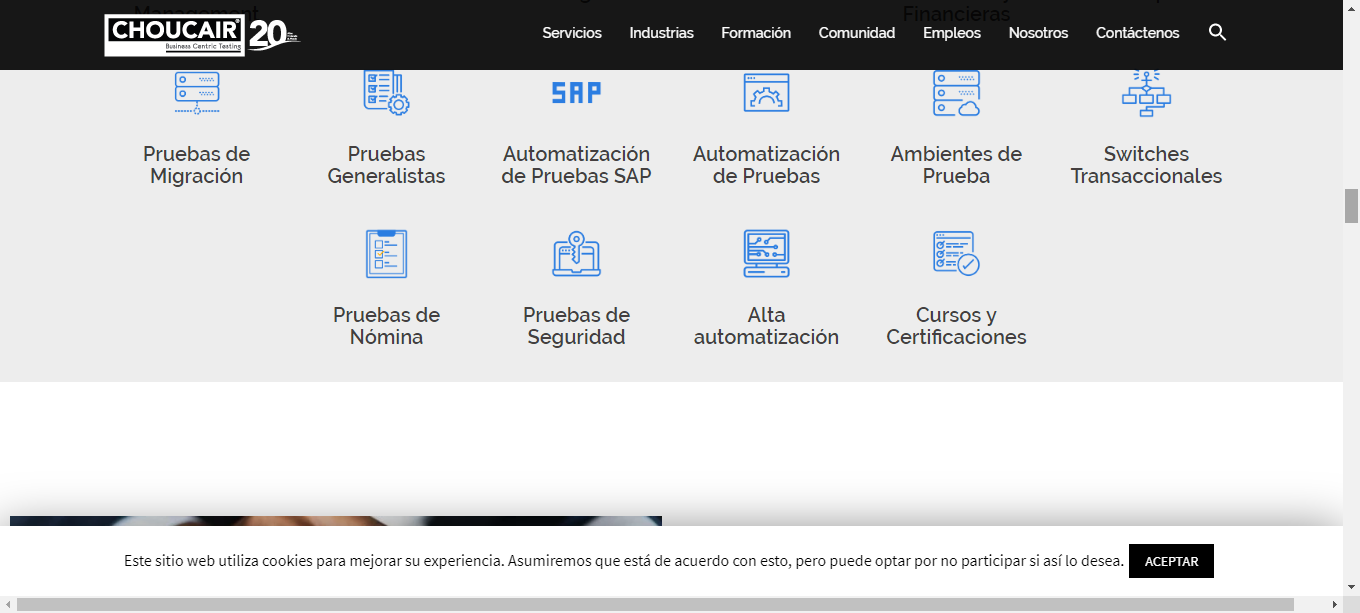 Management
Financieras
CHOUCAIR
Business Centric Testing
20
Servicios
Industrias
Formación
Comunidad
Empleos
Nosotros
Contáctenos
SAP
Pruebas de
Migración
Pruebas
Generalistas
Automatización
de Pruebas SAP
Automatización
de Pruebas
Ambientes de
Prueba
Switches
Transaccionales
Pruebas de
Nómina
Pruebas de
Seguridad
Alta
automatización
Cursos y
Certificaciones
Este sitio web utiliza cookies para mejorar su experiencia. Asumiremos que está de acuerdo con esto, pero puede optar por no participar si así lo desea.
ACEPTAR